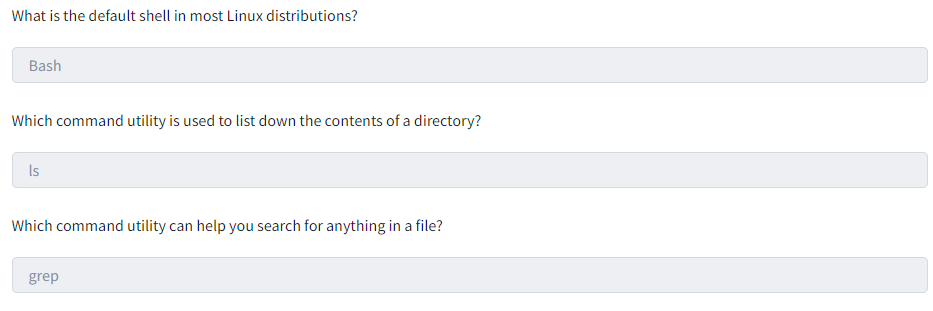 What is the default shell in most Linux distributions?
Bash
Which command utility is used to list down the contents of a directory?
ls
Which command utility can help you search for anything in a file?
grep